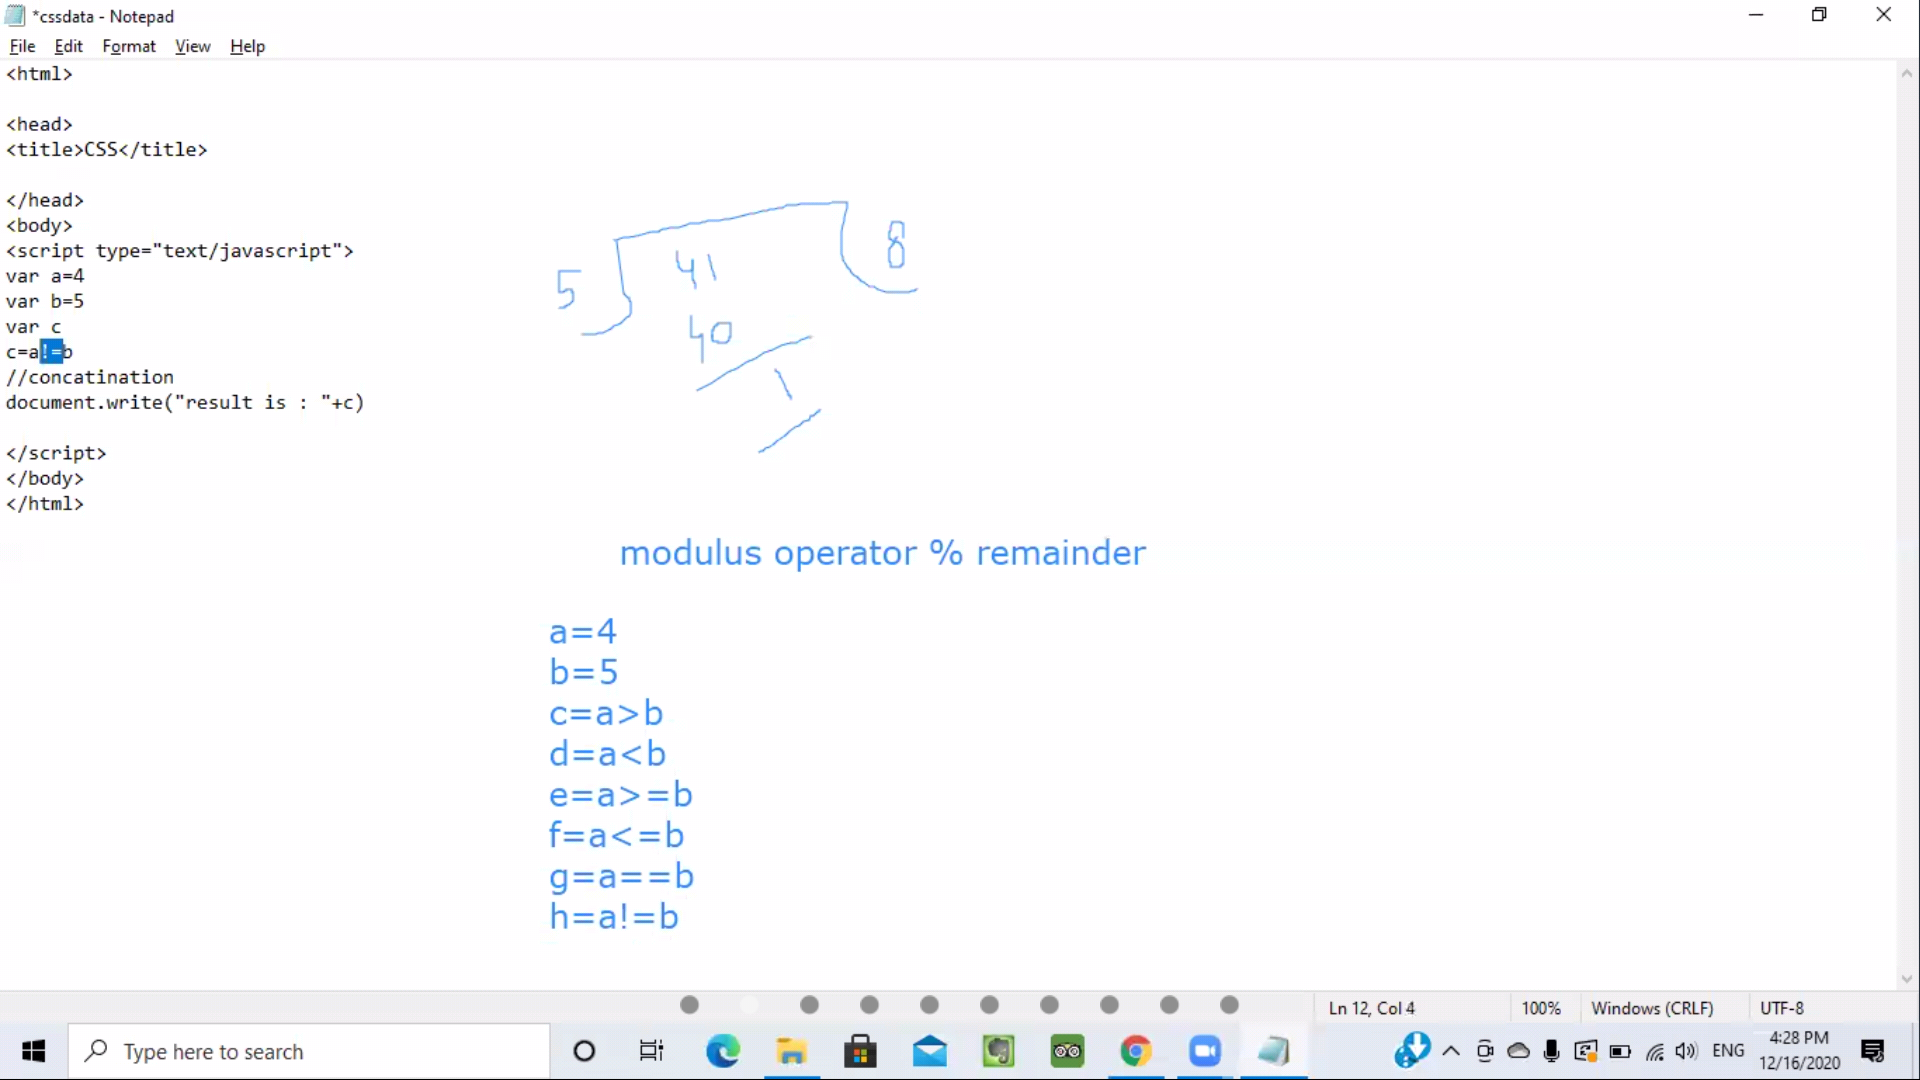 *cssdata - Notepad
File Edit Format View Help
<html>
<head>
<title>CSS</title>
</head>
<body>
<script type="text/javascript">
var a=4
var b=5
var c
c=a!=b
//concatination
document.write("result is : "+c)
</script>
</body>
</html>
5 41 8
40
1
modulus operator % remainder
a=4
b=5
c=a>b
d=a<b
e=a>=b
f=a<=b
g=a==b
h=a!=b
Ln 12, Col 4 100% Windows (CRLF) UTF-8
Type here to search
ENG
4:28 PM
12/16/2020